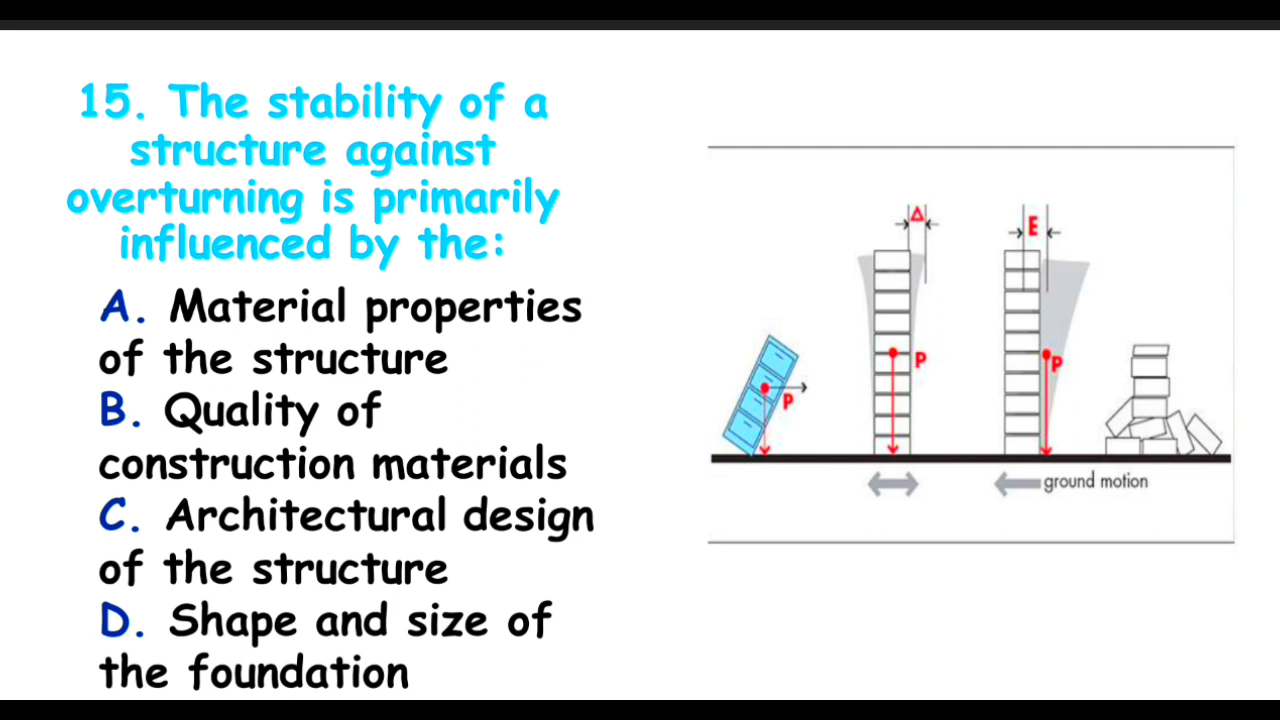 15. The stability of a
structure against
overturning is primarily
influenced by the:
A. Material properties
of the structure
B. Quality of
construction materials
C. Architectural design
of the structure
D. Shape and size of
the foundation
Δ
E
P
P
P
ground motion